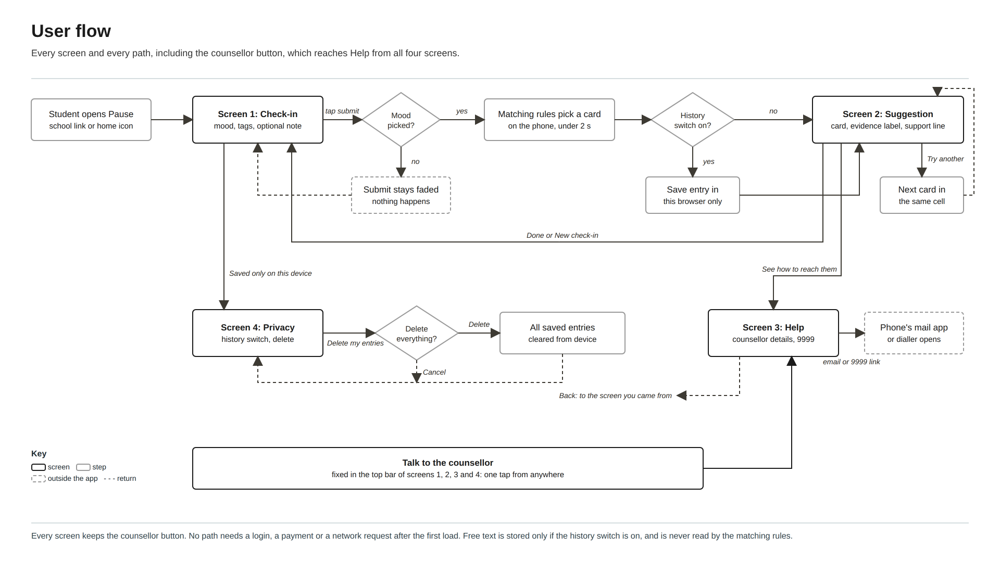 User flow
Every screen and every path, including the counsellor button, which reaches Help from all four screens.
Student opens Pause
school link or home icon
Screen 1: Check-in
mood, tags, optional note
tap submit
Mood
picked?
yes
Matching rules pick a card
on the phone, under 2 s
History
switch on?
no
Screen 2: Suggestion
card, evidence label, support line
no
yes
Try another
Submit stays faded
nothing happens
Save entry in
this browser only
Next card in
the same cell
Done or New check-in
Saved only on this device
See how to reach them
Screen 4: Privacy
history switch, delete
Delete my entries
Delete
everything?
Delete
All saved entries
cleared from device
Screen 3: Help
counsellor details, 9999
Phone's mail app
or dialler opens
email or 9999 link
Cancel
Back: to the screen you came from
Key
screen step
outside the app - - - return
Talk to the counsellor
fixed in the top bar of screens 1, 2, 3 and 4: one tap from anywhere
Every screen keeps the counsellor button. No path needs a login, a payment or a network request after the first load. Free text is stored only if the history switch is on, and is never read by the matching rules.